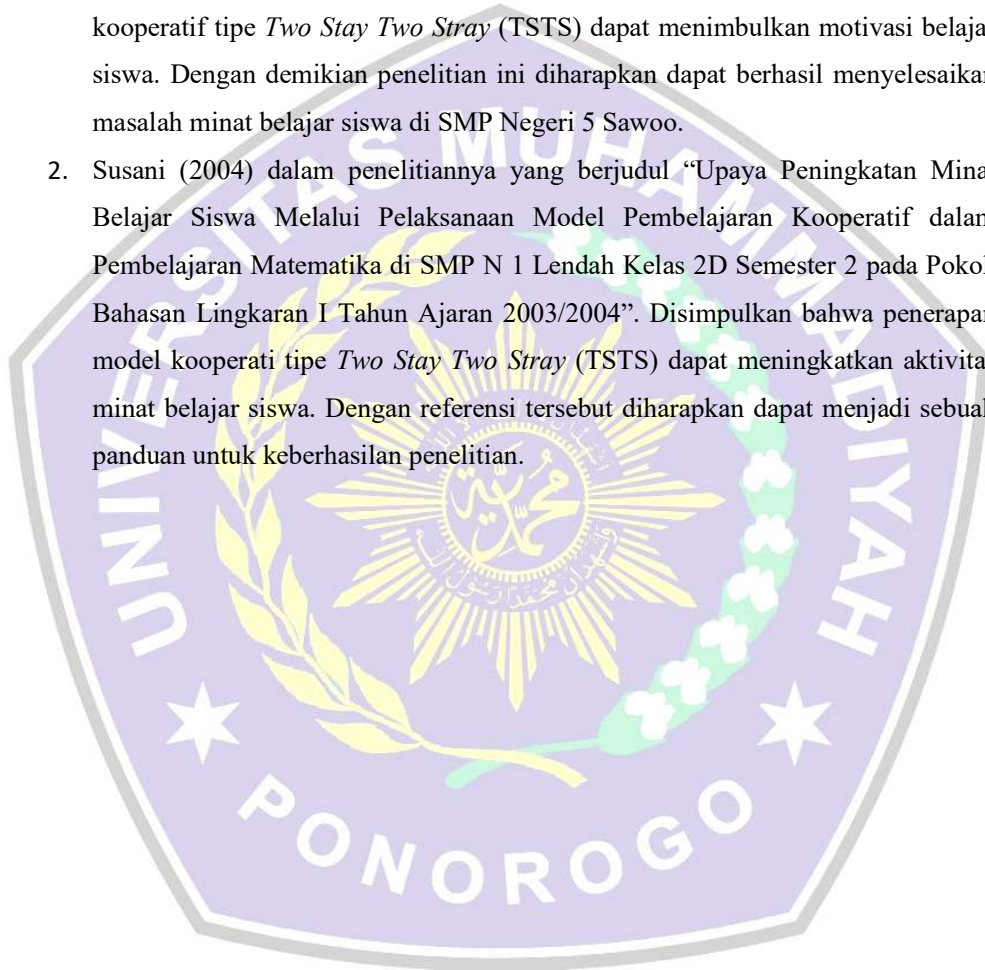 kooperatif tipe Two Stay Two Stray (TSTS) dapat menimbulkan motivasi belaja
siswa. Dengan demikian penelitian ini diharapkan dapat berhasil menyelesaikan
masalah minat belajar siswa di SMP Negeri 5 Sawoo.
2. Susani (2004) dalam penelitiannya yang berjudul “Upaya Peningkatan Mina
Belajar Siswa Melalui Pelaksanaan Model Pembelajaran Kooperatif dalam
Pembelajaran Matematika di SMP N 1 Lendah Kelas 2D Semester 2 pada Pokok
Bahasan Lingkaran I Tahun Ajaran 2003/2004”. Disimpulkan bahwa penerapan
model kooperati tipe Two Stay Two Stray (TSTS) dapat meningkatkan aktivita
minat belajar siswa. Dengan referensi tersebut diharapkan dapat menjadi sebuah
panduan untuk keberhasilan penelitian.
UNIVERSITAS MUHAMMADIYAH
PONOROGO
محمد